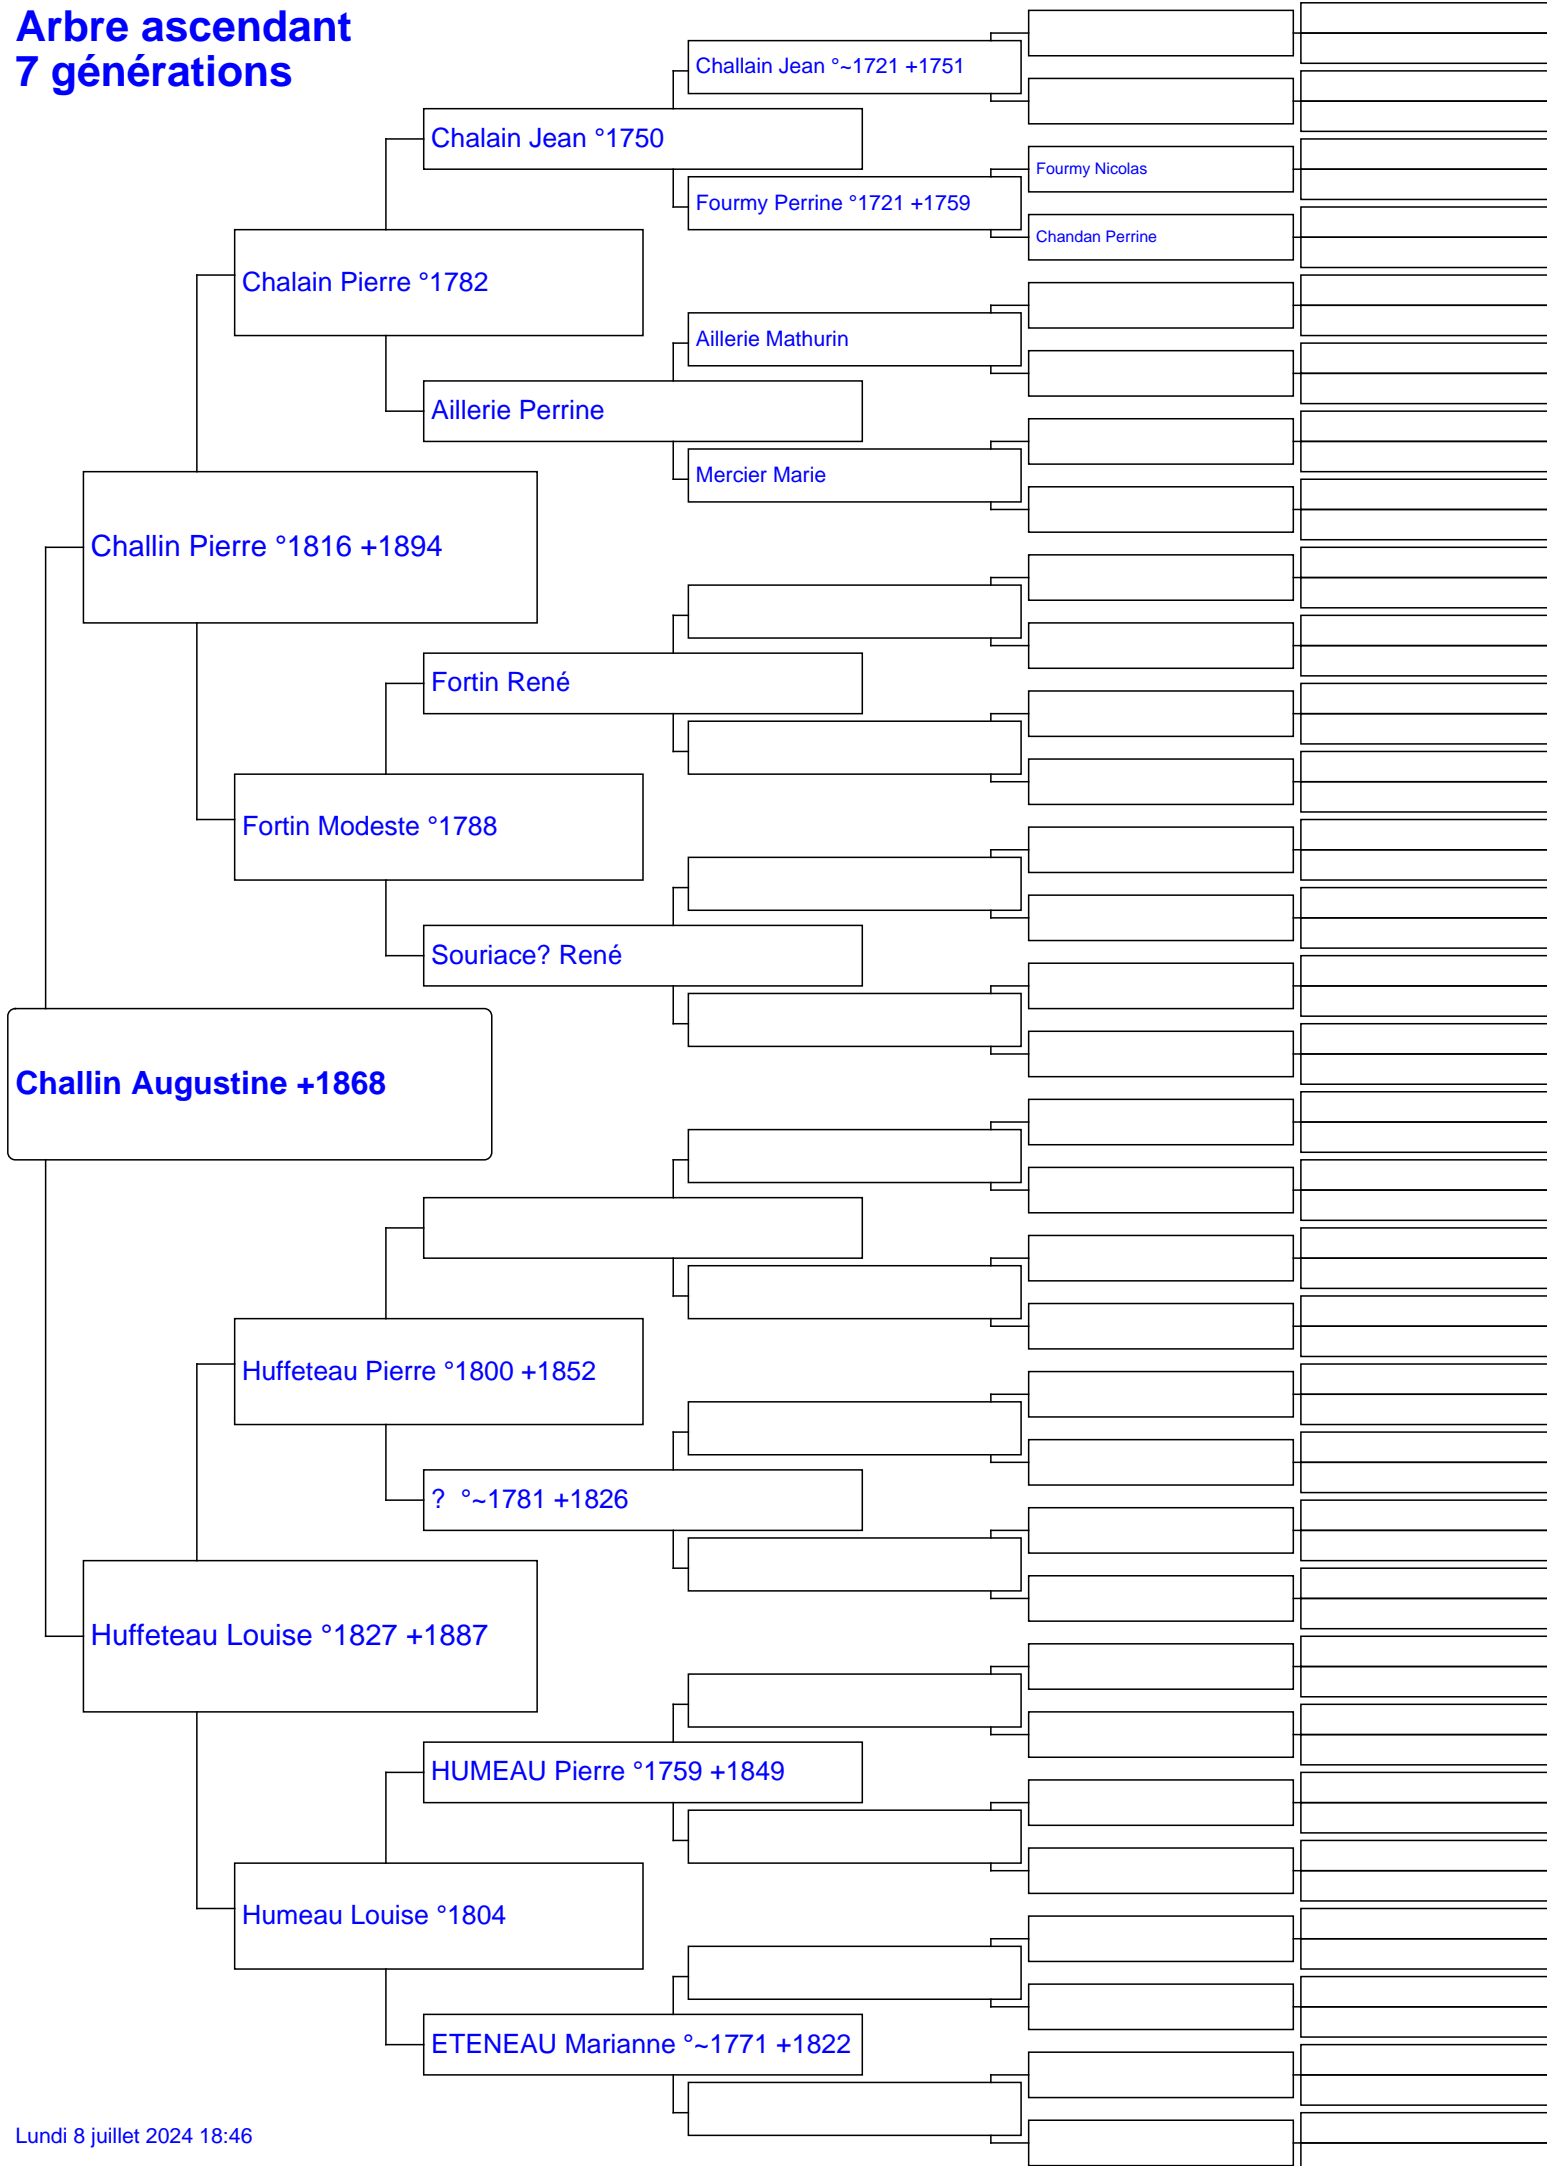 Arbre ascendant
7 générations
Challain Jean °~1721 +1751
Chalain Jean °1750
Fourmy Nicolas
Fourmy Perrine °1721 +1759
Chandan Perrine
Chalain Pierre °1782
Aillerie Mathurin
Aillerie Perrine
Mercier Marie
Challin Pierre °1816 +1894
Fortin René
Fortin Modeste °1788
Souriace? René
Challin Augustine +1868
Huffeteau Pierre °1800 +1852
? °~1781 +1826
Huffeteau Louise °1827 +1887
HUMEAU Pierre °1759 +1849
Humeau Louise °1804
ETENEAU Marianne °~1771 +1822
Lundi 8 juillet 2024 18:46